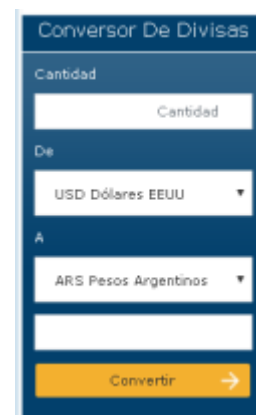 Conversor De Divisas
Cantidad
Cantidad
De
USD Dólares EEUU
A
ARS Pesos Argentinos
Convertir